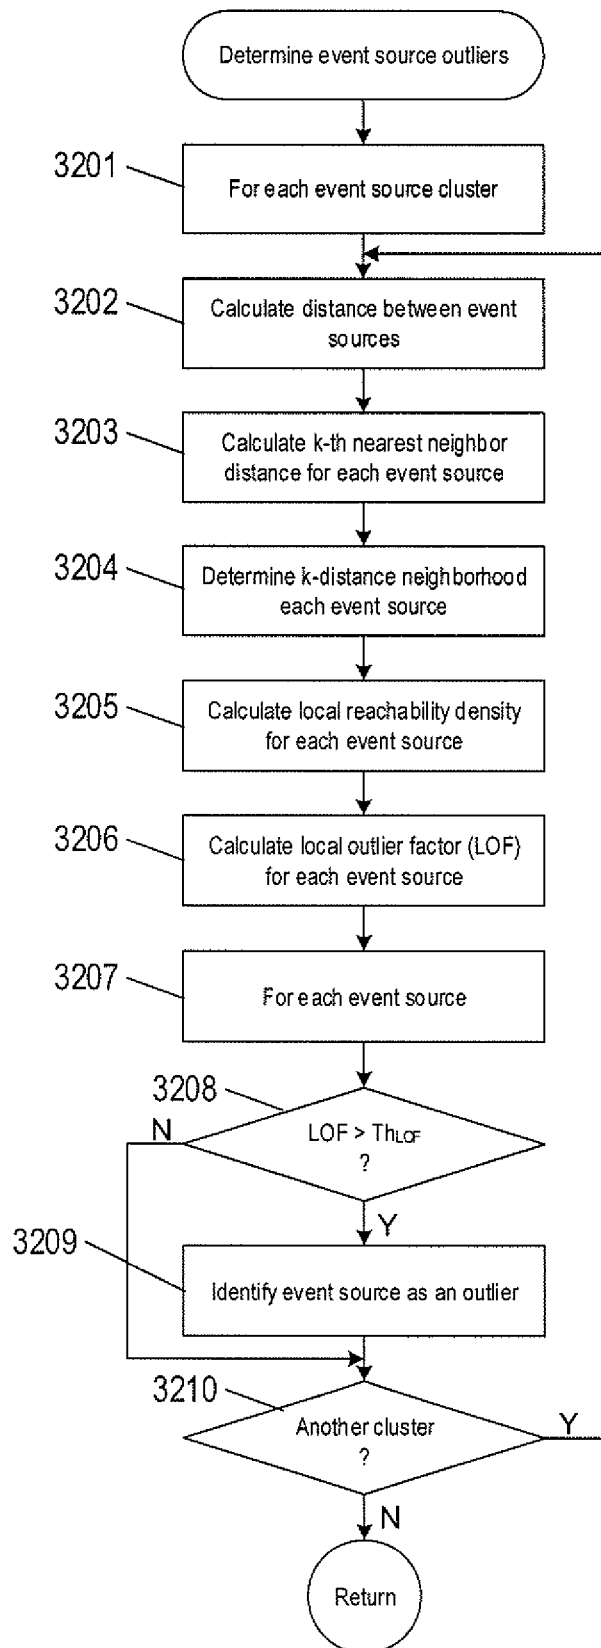 Determine event source outliers
3201
For each event source cluster
3202
Calculate distance between event
sources
3203
Calculate k-th nearest neighbor
distance for each event source
3204
Determine k-distance neighborhood
each event source
3205
Calculate local reachability density
for each event source
3206
Calculate local outlier factor (LOF)
for each event source
3207
For each event source
3208
N
LOF > ThLOF
?
Y
3209
Identify event source as an outlier
3210
Another cluster
?
Y
N
Return